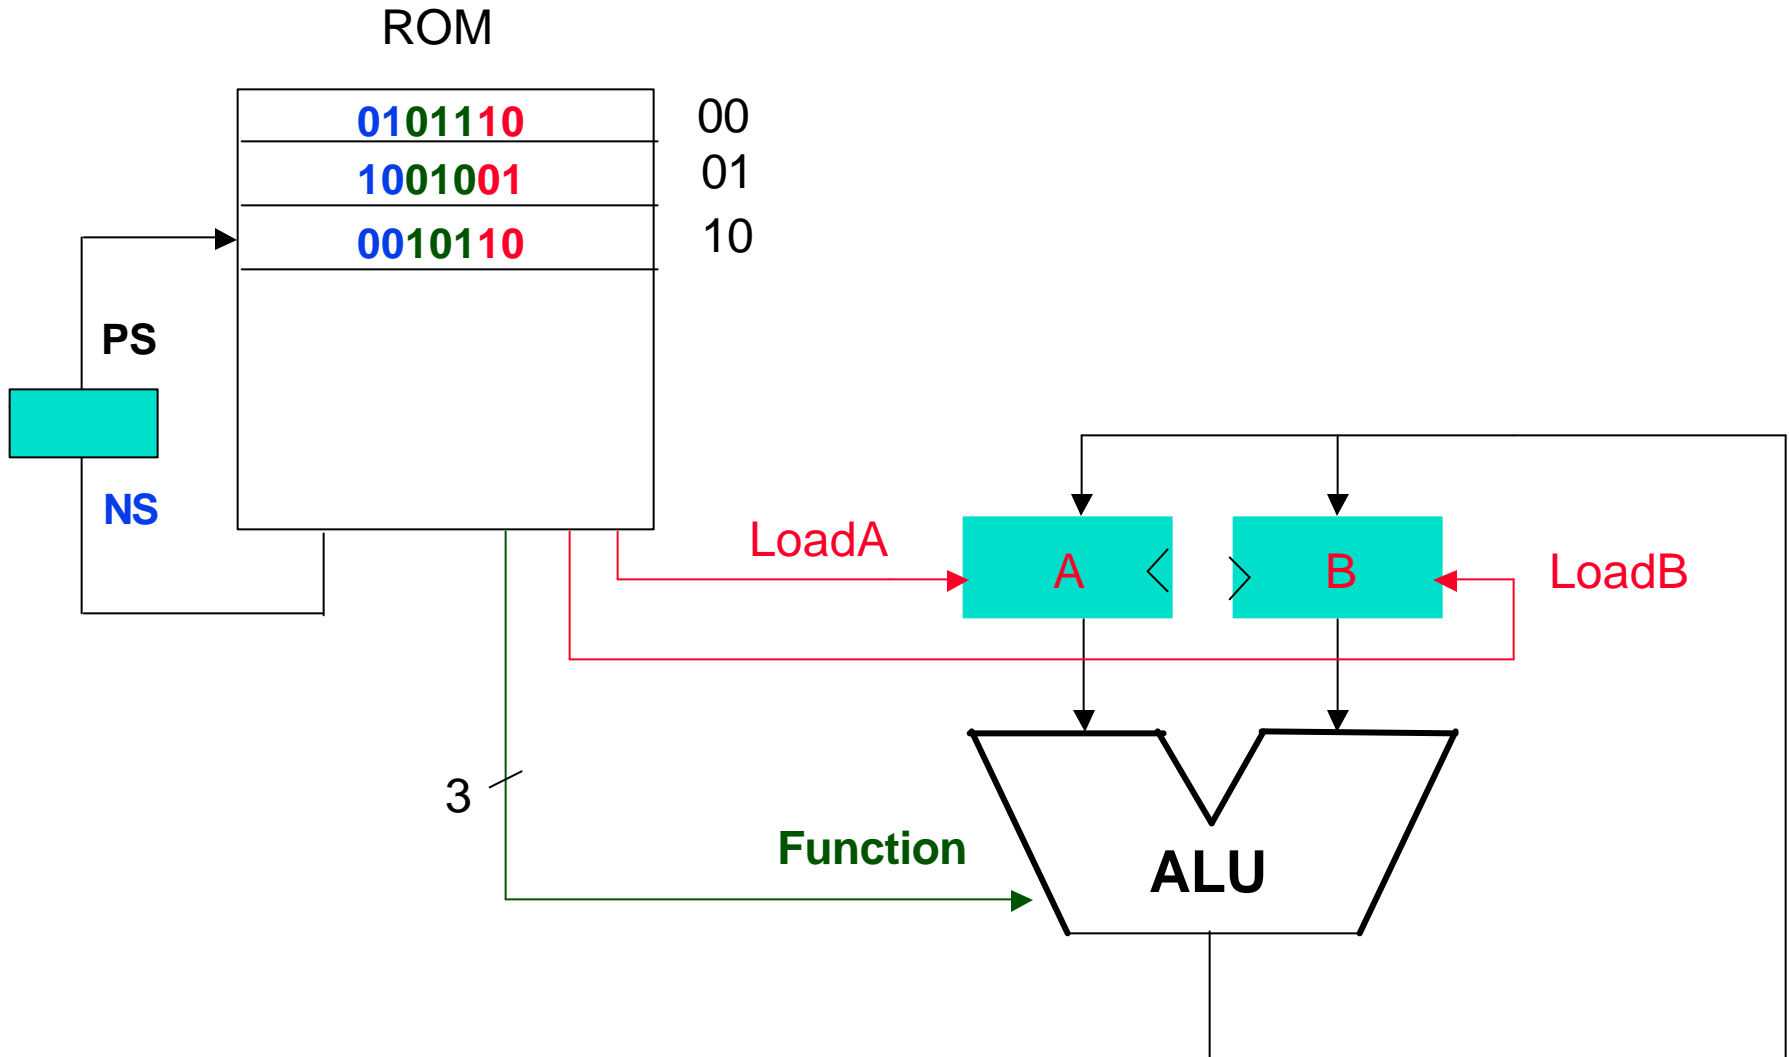 ROM
0101110 00
1001001 01
0010110 10
PS
NS
LoadA
A
B
LoadB
3
Function
ALU